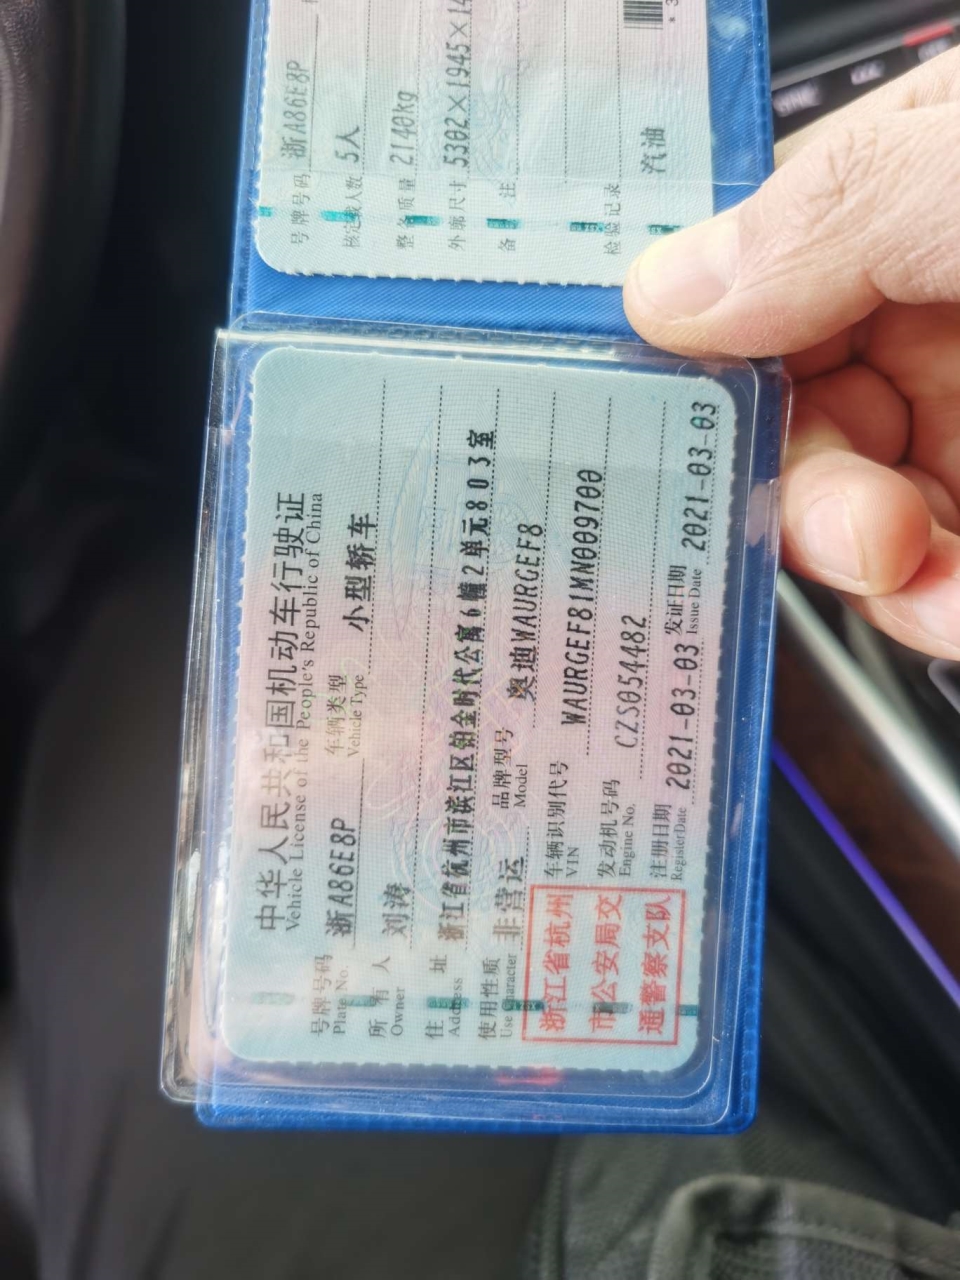 中华人民共和国机动车行驶证
Vehicle License of the People's Republic of China
号牌号码 Plate No. 浙A86E8P 车辆类型 Vehicle Type 小型轿车
所有人 Owner 刘涛
住址 Address 浙江省杭州市滨江区铂金时代公寓6幢2单元803室
使用性质 Use Character 非营运 品牌型号 Model 奥迪WAURGEF8
车辆识别代号 VIN WAURGEF81MN009700
发动机号码 Engine No. CZS054482
注册日期 Register Date 2021-03-03 发证日期 Issue Date 2021-03-03
浙江省杭州
市公安局交
通警察支队
号牌号码 浙A86E8P
核定载人数 5人
整备质量 2140kg
外廓尺寸 5302×1945×14
备注
检验记录
汽油
SYNC